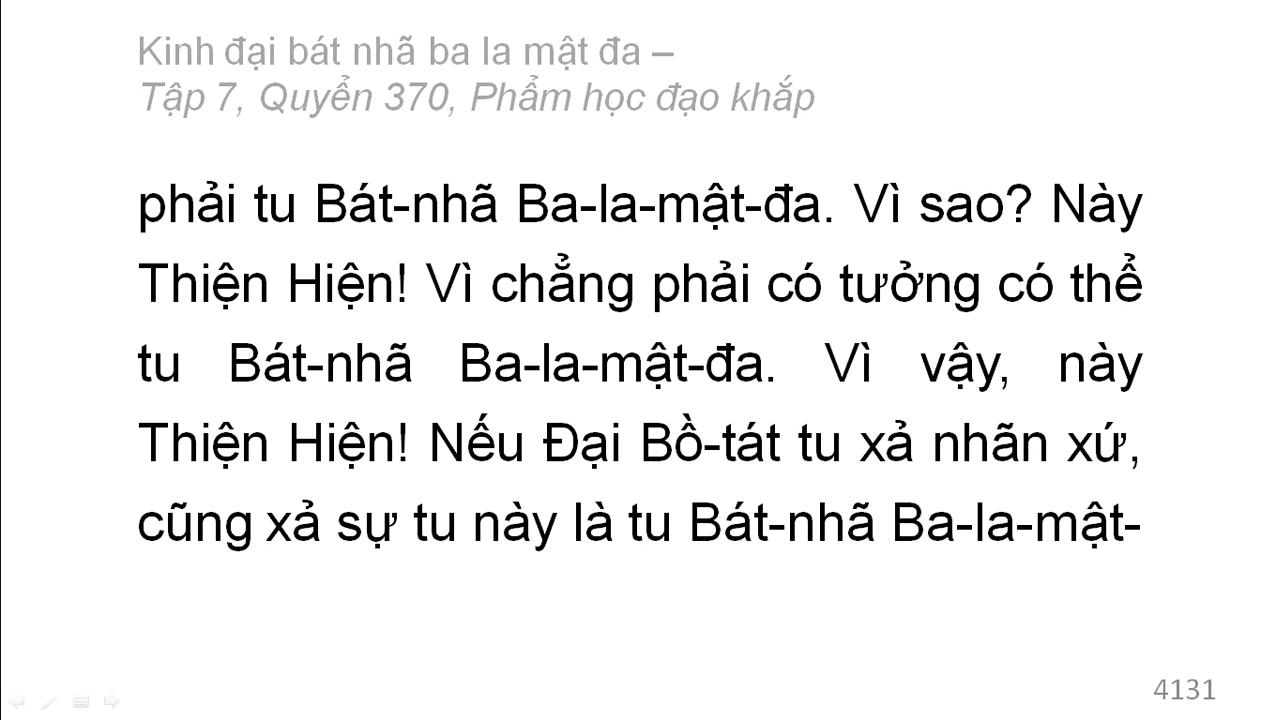 Kinh đại bát nhã ba la mật đa –
Tập 7, Quyển 370, Phẩm học đạo khắp
phải tu Bát-nhã Ba-la-mật-đa. Vì sao? Này
Thiện Hiện! Vì chẳng phải có tưởng có thể
tu Bát-nhã Ba-la-mật-đa. Vì vậy, này
Thiện Hiện! Nếu Đại Bồ-tát tu xả nhãn xứ,
cũng xả sự tu này là tu Bát-nhã Ba-la-mật-
4131